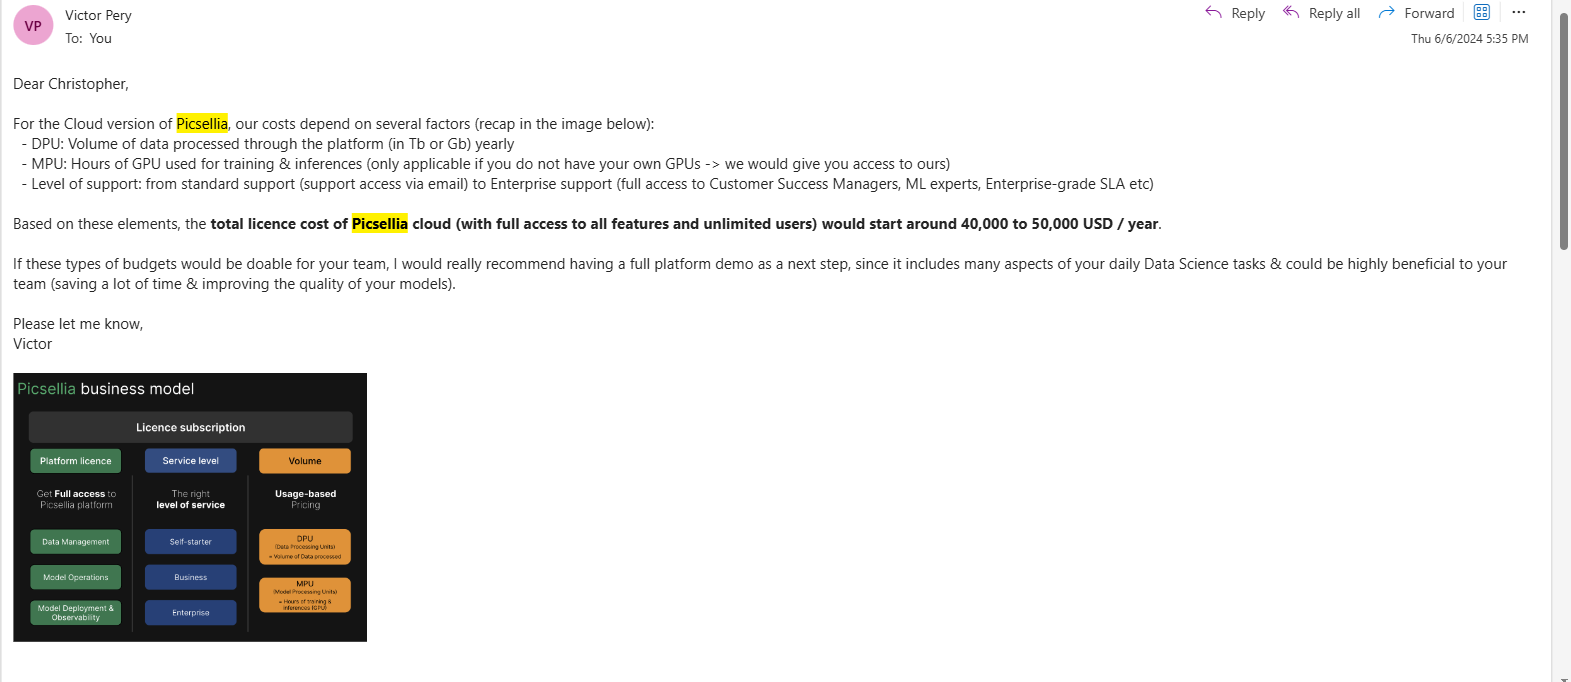 VP
Victor Pery
To: You
Reply
Reply all
Forward
Thu 6/6/2024 5:35 PM
Dear Christopher,
For the Cloud version of Picsellia, our costs depend on several factors (recap in the image below):
- DPU: Volume of data processed through the platform (in Tb or Gb) yearly
- MPU: Hours of GPU used for training & inferences (only applicable if you do not have your own GPUs -> we would give you access to ours)
- Level of support: from standard support (support access via email) to Enterprise support (full access to Customer Success Managers, ML experts, Enterprise-grade SLA etc)
Based on these elements, the total licence cost of Picsellia cloud (with full access to all features and unlimited users) would start around 40,000 to 50,000 USD / year.
If these types of budgets would be doable for your team, I would really recommend having a full platform demo as a next step, since it includes many aspects of your daily Data Science tasks & could be highly beneficial to your
team (saving a lot of time & improving the quality of your models).
Please let me know,
Victor
Picsellia business model
Licence subscription
Platform licence
Get Full access to
Picsellia platform
Data Management
Model Operations
Model Deployment &
Observability
Service level
The right
level of service
Self-starter
Business
Enterprise
Volume
Usage-based
Pricing
DPU
(Data Processing Units)
= Volume of Data processed
MPU
(Model Processing Units)
= Hours of training &
inferences (GPU)